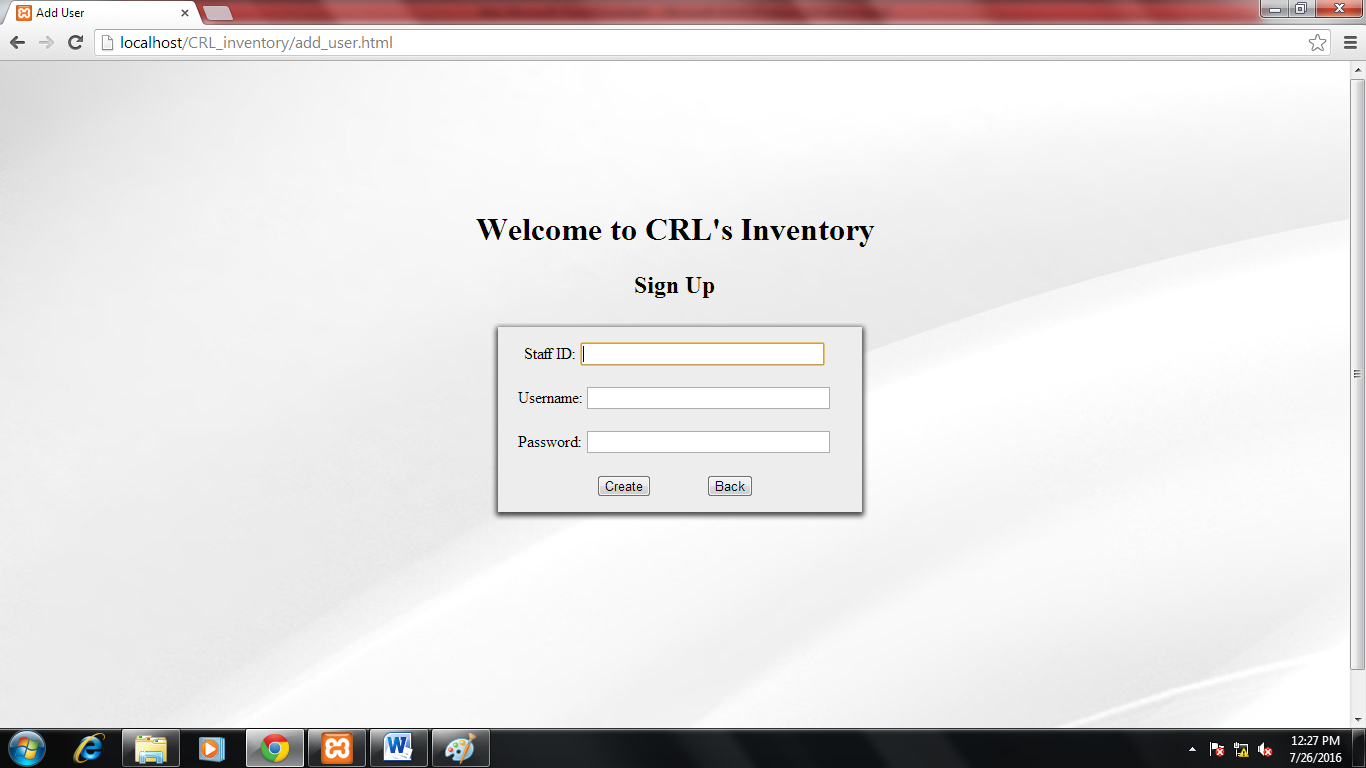 Add User
localhost/CRL_inventory/add_user.html
Welcome to CRL's Inventory
Sign Up
Staff ID:
Username:
Password:
Create Back
12:27 PM
7/26/2016